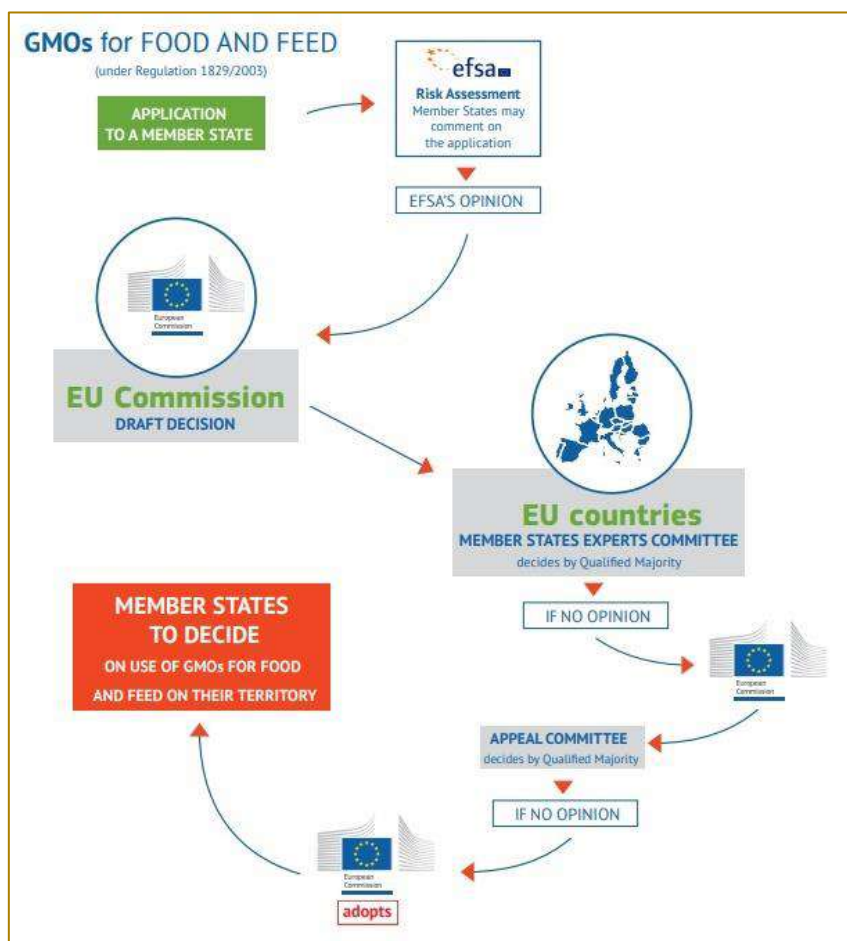 GMOs for FOOD AND FEED
(under Regulation 1829/2003)
APPLICATION
TO A MEMBER STATE
efsa
Risk Assessment
Member States may
comment on
the application
EFSA'S OPINION
European
Commission
EU Commission
DRAFT DECISION
EU countries
MEMBER STATES EXPERTS COMMITTEE
decides by Qualified Majority
IF NO OPINION
European
Commission
APPEAL COMMITTEE
decides by Qualified Majority
IF NO OPINION
European
Commission
adopts
MEMBER STATES
TO DECIDE
ON USE OF GMOs FOR FOOD
AND FEED ON THEIR TERRITORY